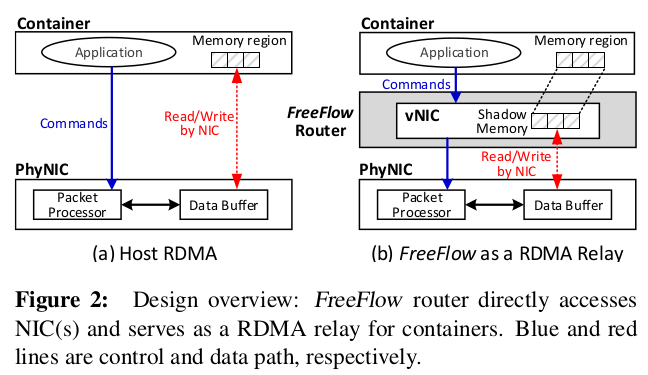 Container
Application
Memory region
Commands
Read/Write
by NIC
PhyNIC
Packet
Processor
Data Buffer
(a) Host RDMA
Container
Application
Memory region
Commands
FreeFlow
Router
vNIC
Shadow
Memory
Read/Write
by NIC
PhyNIC
Packet
Processor
Data Buffer
(b) FreeFlow as a RDMA Relay
Figure 2: Design overview: FreeFlow router directly accesses
NIC(s) and serves as a RDMA relay for containers. Blue and red
lines are control and data path, respectively.